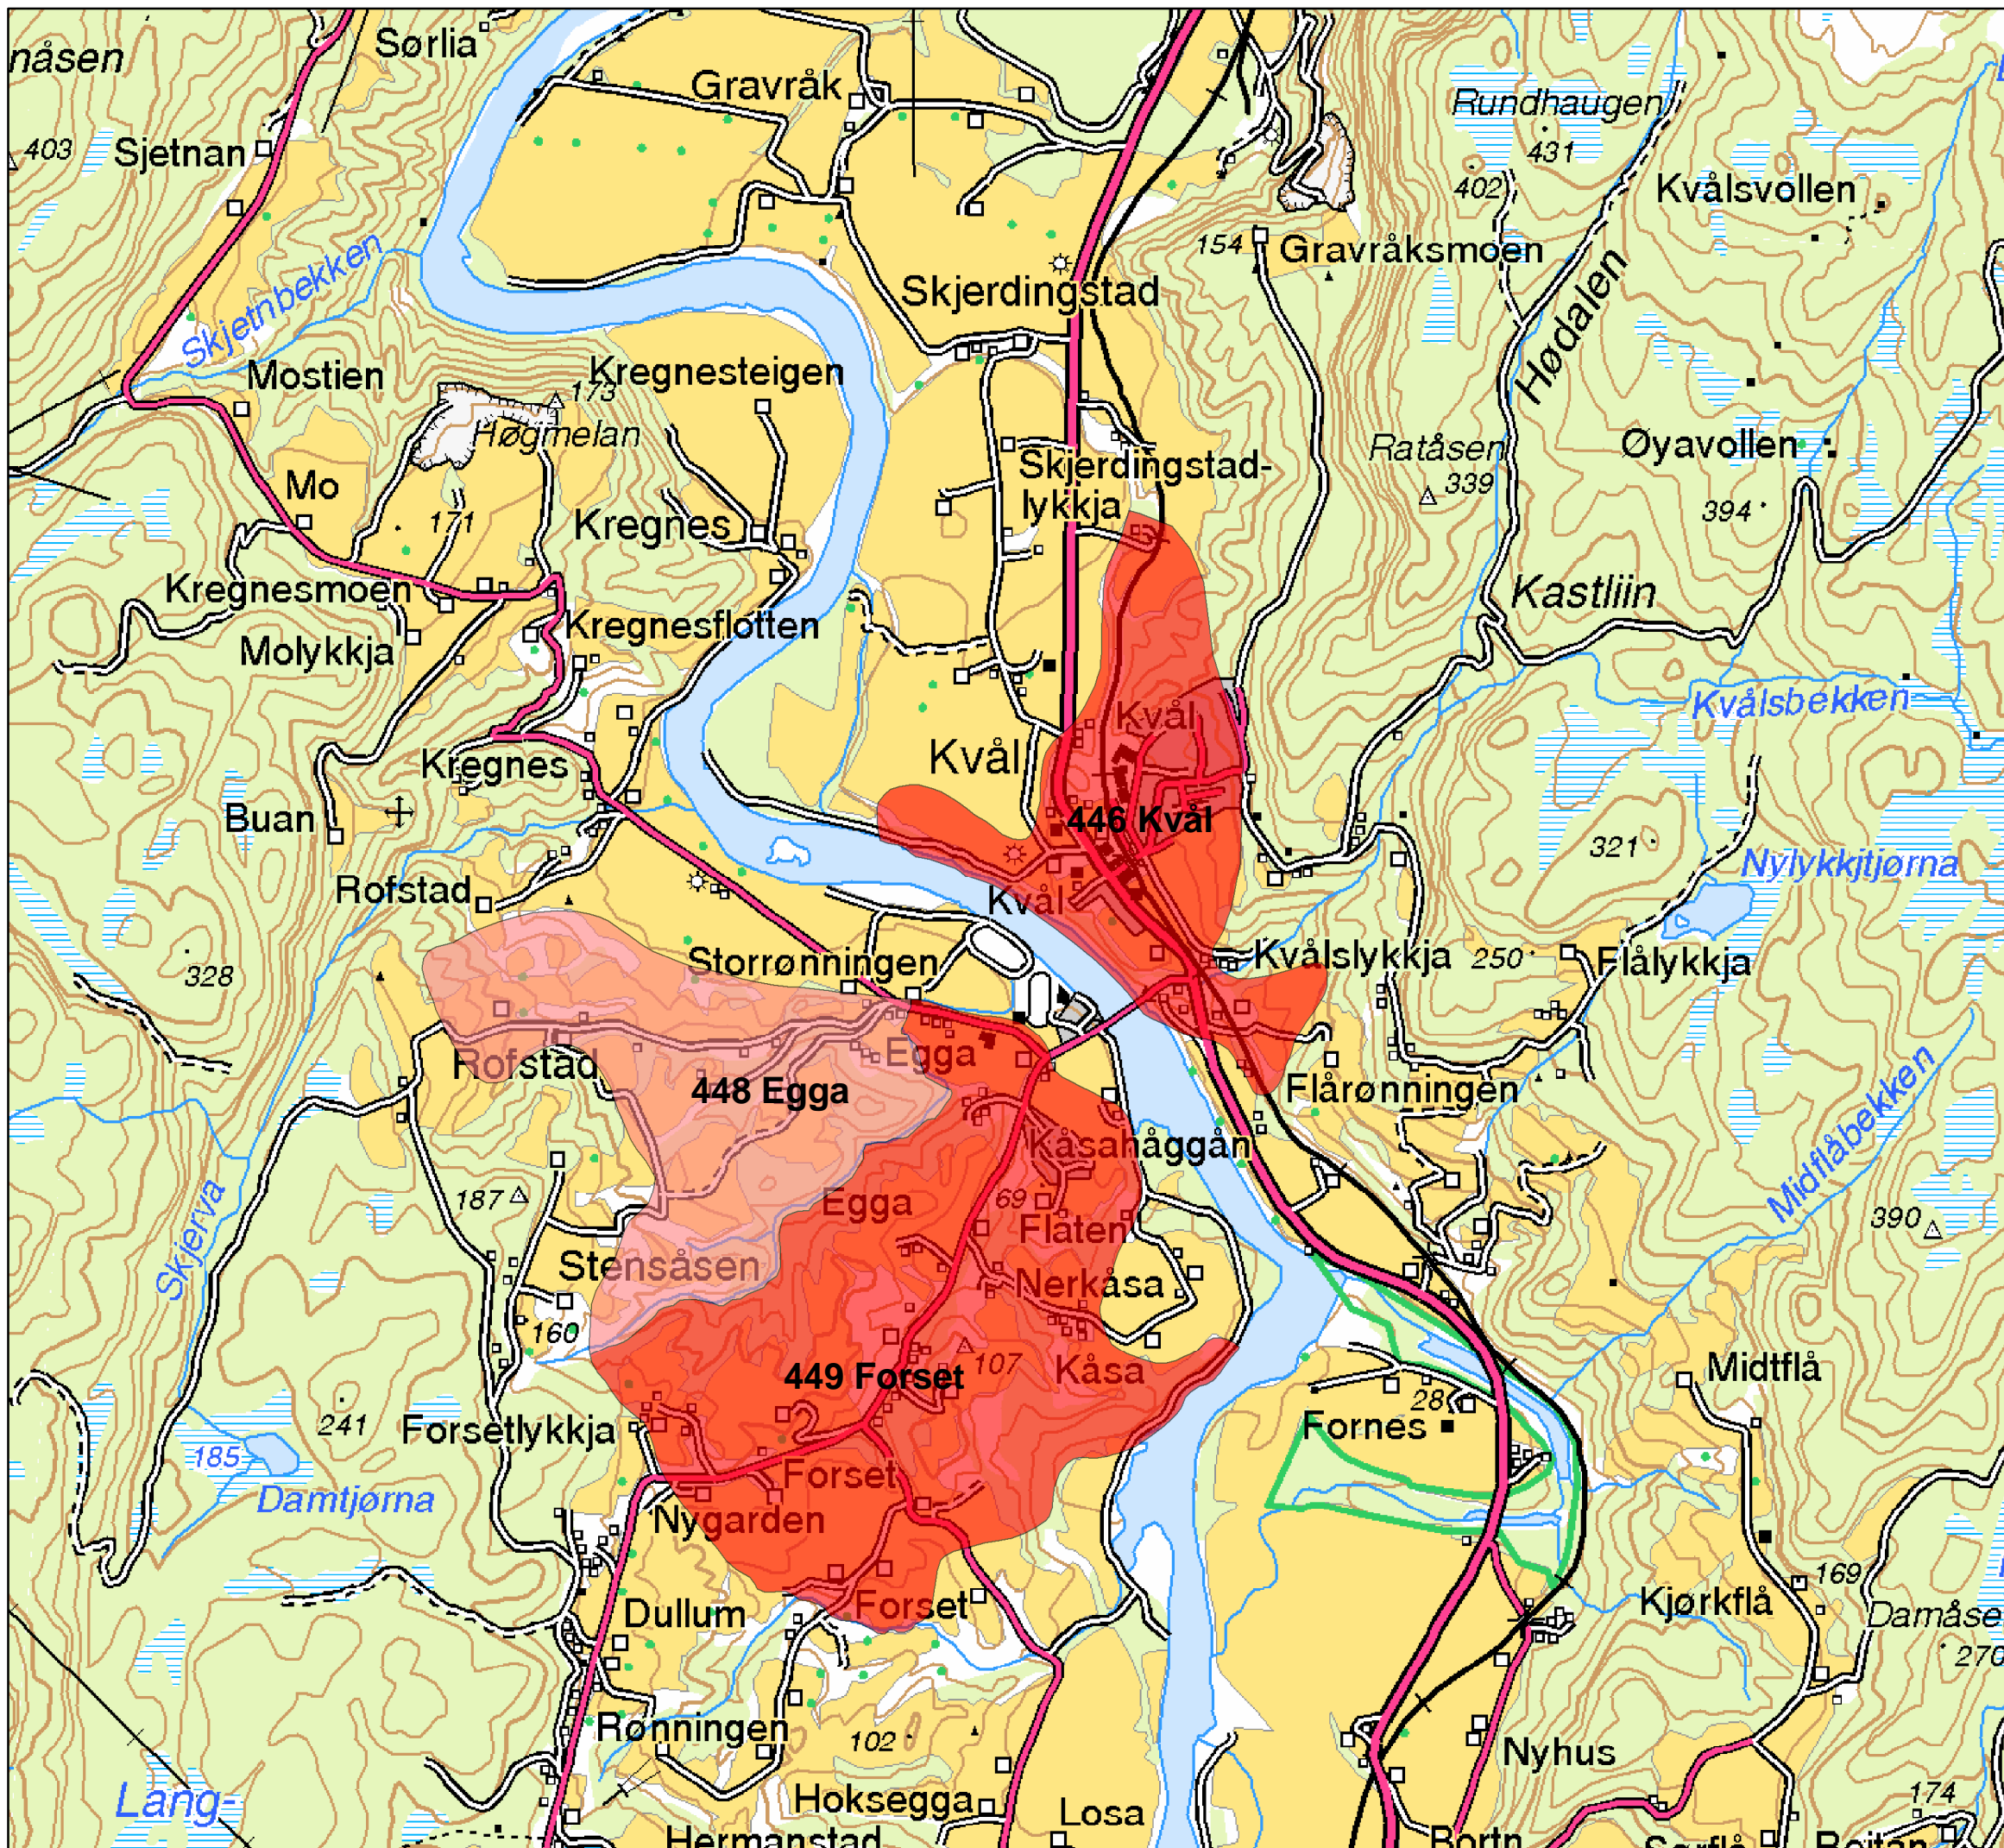 Sørlia
nåsen
Gravråk
Rundhaugen
431
403
Sjetnan
402
Kvålsvollen
154
Gravråksmoen
Skjetnbekken
Skjerdingstad
Hødalen
Mostien
173
Kregnesteigen
Høgmelan
Ratåsen
339
Øyavollen
Skjerdingstad-
lykkja
Mo
171
394
Kregnes
Kregnesmoen
Kastliin
Kregnesflotten
Molykkja
Kvålsbekken
Kvål
Kvål
Kregnes
Buan
446 Kvål
321
Nylykkjtjørna
Rofstad
Kvål
328
Storrønningen
Kvålslykkja
250
Flålykkja
Rofstad
Egga
448 Egga
Flårønningen
Kåsahåggån
Midflåbekken
187
Egga
69
Flaten
390
Skjerva
Stensåsen
Nerkåsa
160
107
449 Forset
Kåsa
Midtflå
241
28
Forsetlykkja
Fornes
185
Forset
Damtjørna
Nygarden
169
Dullum
Forset
Kjørkflå
Damåse
270
Rønningen
102
Nyhus
174
Lang-
Hoksegga
Losa
Hermanstad
Bortn
Sørflå